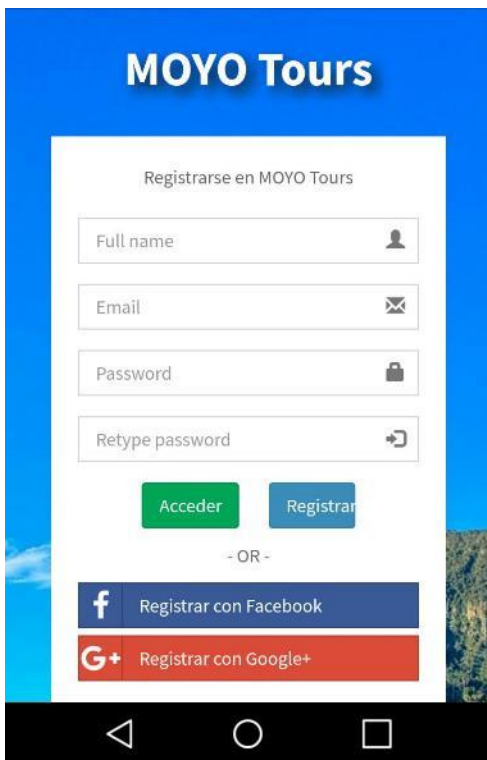 MOYO Tours
Registrarse en MOYO Tours
Full name
Email
Password
Retype password
Acceder
Registrar
- OR -
f Registrar con Facebook
G+ Registrar con Google+